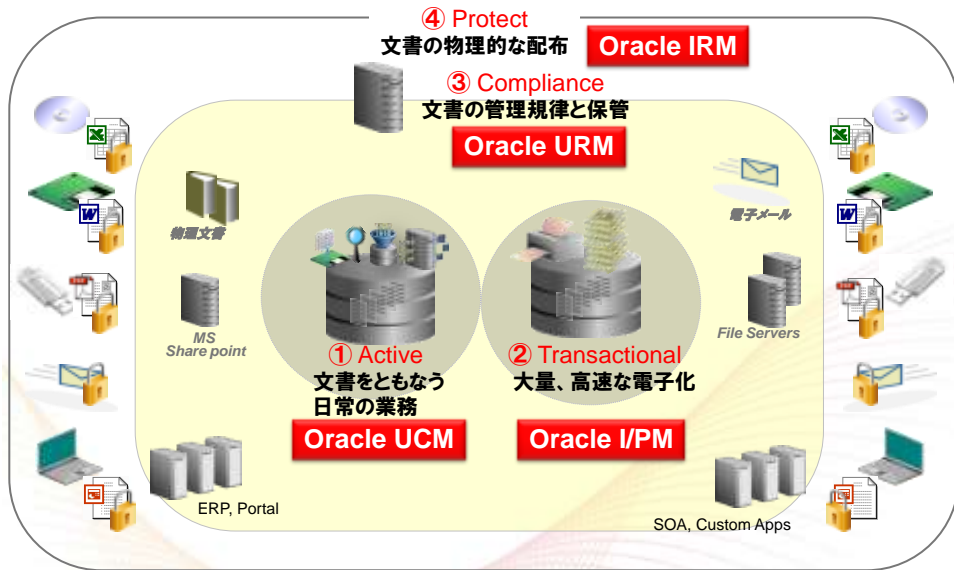 ④ Protect
文書の物理的な配布
Oracle IRM
③ Compliance
文書の管理規律と保管
Oracle URM
物理文書
電子メール
MS
Share point
File Servers
① Active
文書をともなう
日常の業務
Oracle UCM
② Transactional
大量、高速な電子化
Oracle I/PM
ERP, Portal
SOA, Custom Apps